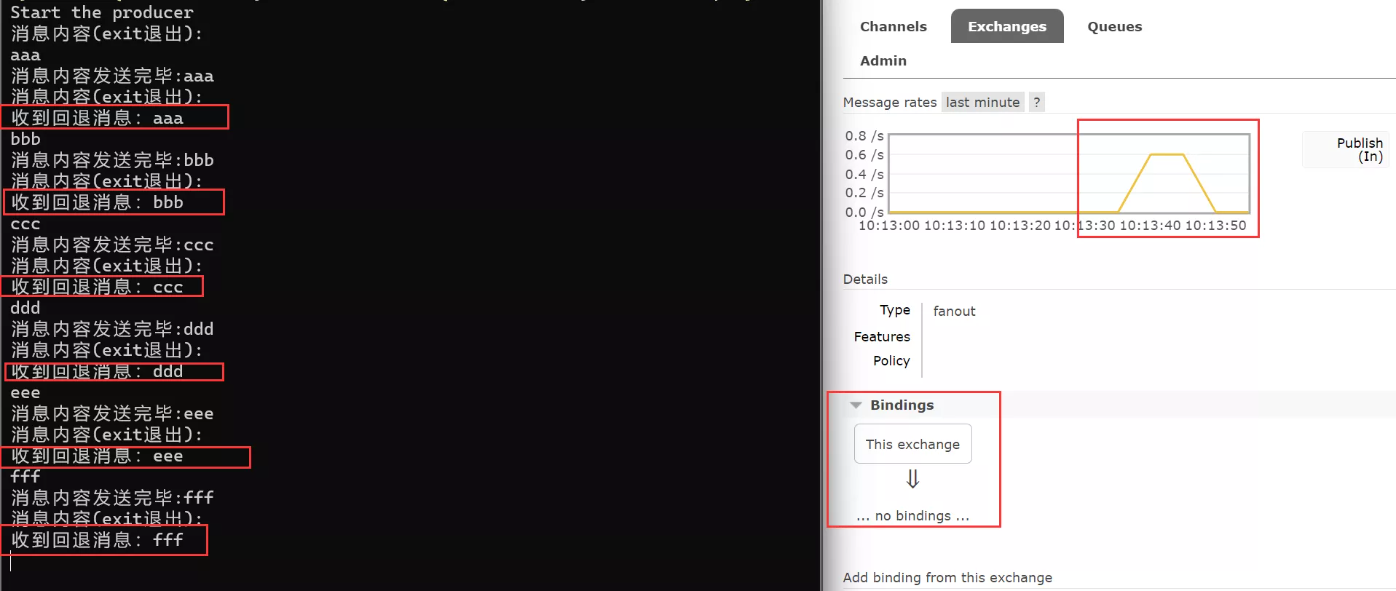 Start the producer
消息内容(exit退出):
aaa
消息内容发送完毕:aaa
消息内容(exit退出):
收到回退消息: aaa
bbb
消息内容发送完毕:bbb
消息内容(exit退出):
收到回退消息: bbb
ccc
消息内容发送完毕:ccc
消息内容(exit退出):
收到回退消息: ccc
ddd
消息内容发送完毕:ddd
消息内容(exit退出):
收到回退消息: ddd
eee
消息内容发送完毕:eee
消息内容(exit退出):
收到回退消息: eee
fff
消息内容发送完毕:fff
消息内容(exit退出):
收到回退消息: fff
Channels Exchanges Queues
Admin
Message rates last minute ?
0.8 /s
0.6 /s
0.4 /s
0.2 /s
0.0 /s
10:13:00 10:13:10 10:13:20 10:13:30 10:13:40 10:13:50
Publish
(In)
Details
Type fanout
Features
Policy
Bindings
This exchange
⇓
... no bindings ...
Add binding from this exchange